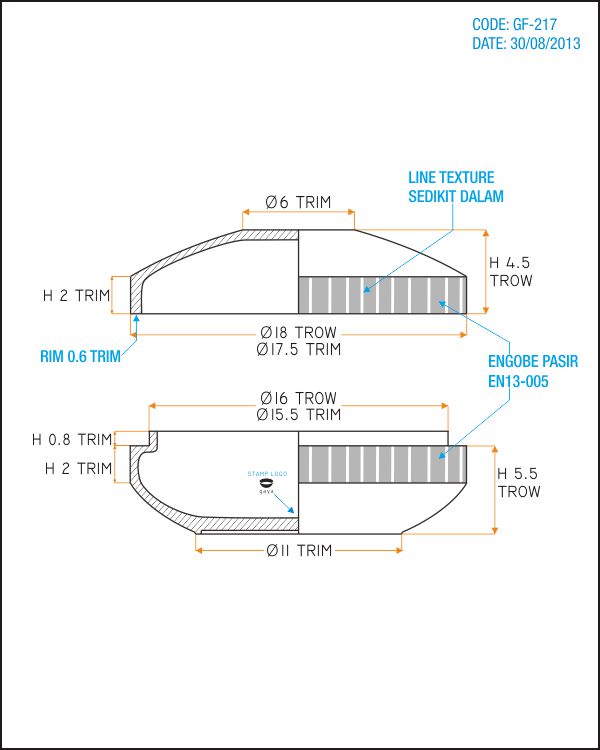 CODE: GF-217
DATE: 30/08/2013
LINE TEXTURE
SEDIKIT DALAM
Ø6 TRIM
H 4.5
TROW
H 2 TRIM
Ø18 TROW
Ø17.5 TRIM
RIM 0.6 TRIM
ENGOBE PASIR
EN13-005
Ø16 TROW
Ø15.5 TRIM
H 0.8 TRIM
H 2 TRIM
STAMP LOGO
gaya
H 5.5
TROW
Ø11 TRIM